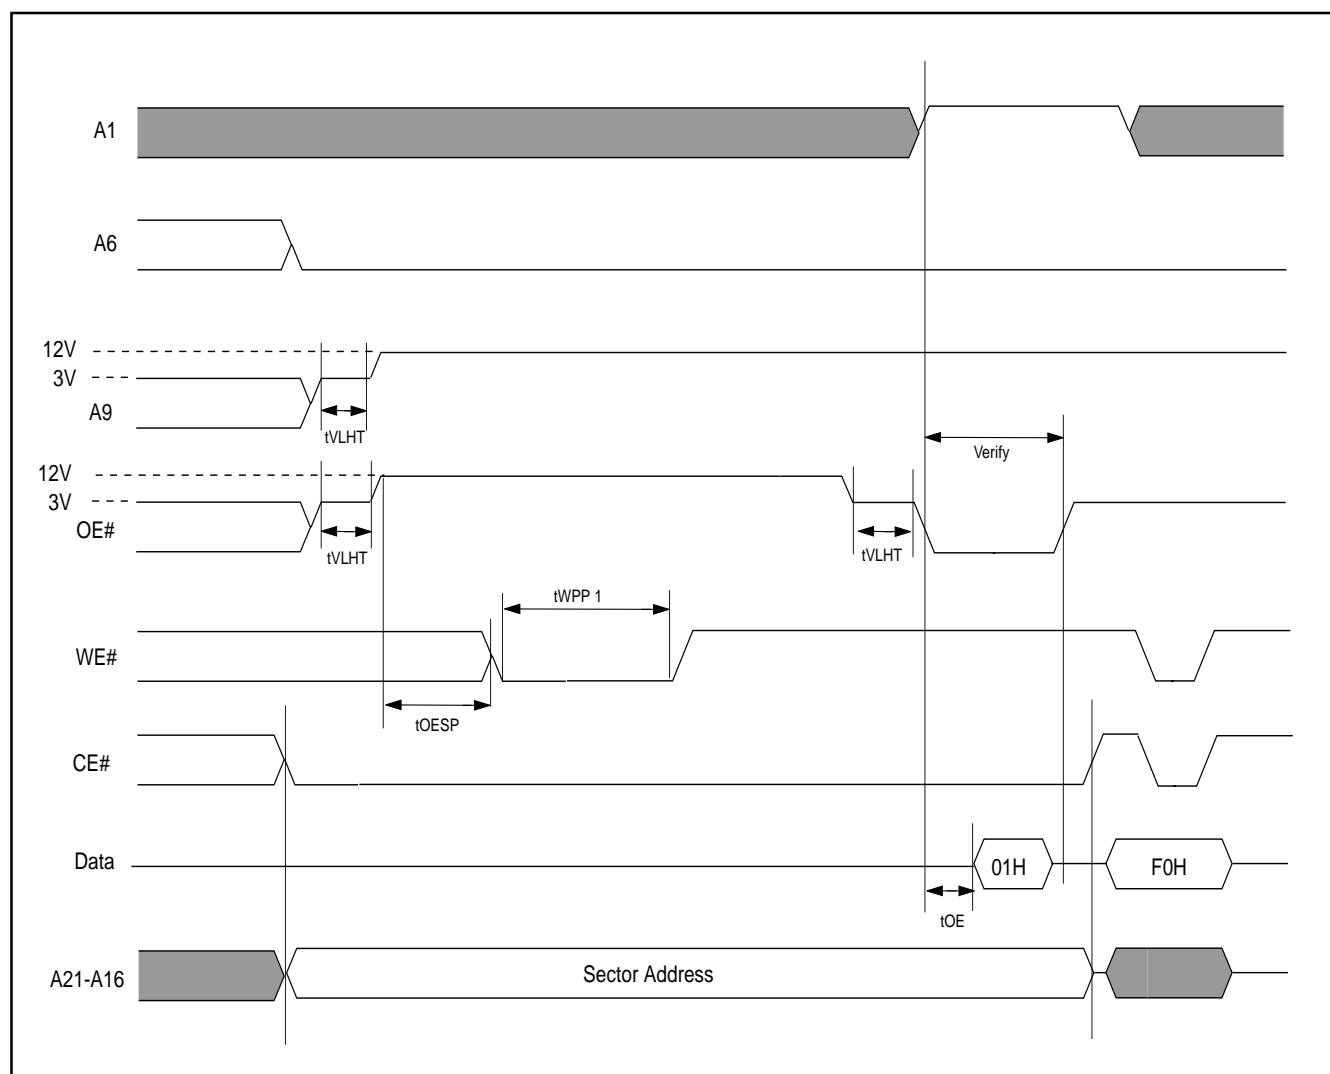 A1
A6
12V
3V
A9
tVLHT
Verify
12V
3V
OE#
tVLHT
tVLHT
tWPP 1
WE#
tOESP
CE#
Data
01H
F0H
tOE
A21-A16
Sector Address